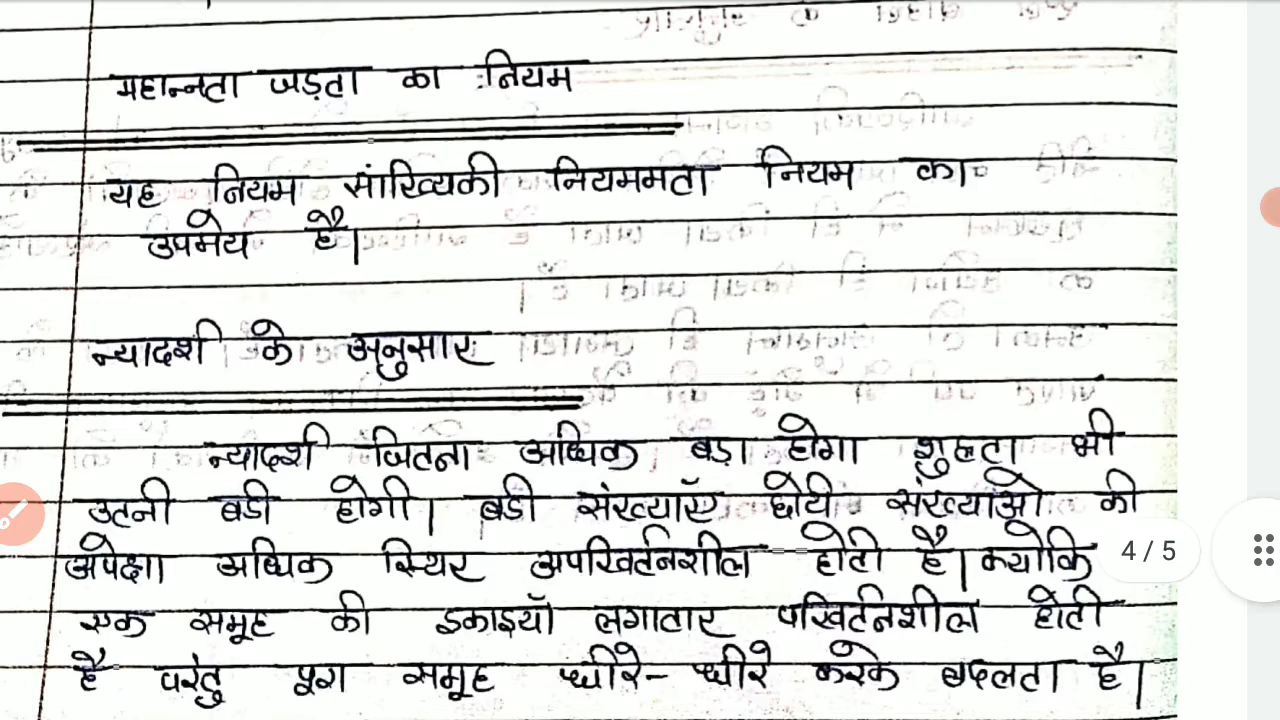 महान्नता जड़ता का नियम
यह नियम सांख्यिकी नियममता नियम का
उपमेय है।
न्यादर्श के अनुसार
न्यादर्श जितना अधिक बड़ा होगा शुद्धता भी
उतनी बडी होगी। बडी संख्याएँ छोटी संख्याओ की
अपेक्षा अधिक स्थिर अपरिवर्तनशील होती है। क्योकि
एक समूह की इकाइयाँ लगातार परिवर्तनशील होती
है परंतु पूरा समूह धीरे- धीरे करके बदलता है।
4 / 5